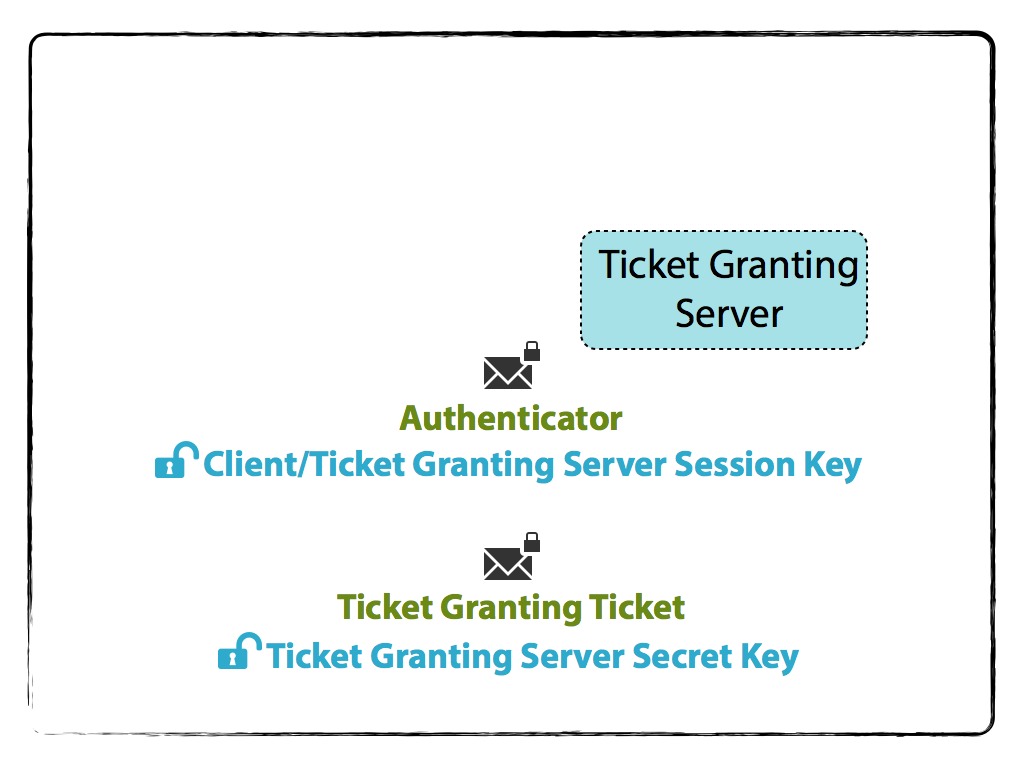 Ticket Granting
Server
Authenticator
Client/Ticket Granting Server Session Key
Ticket Granting Ticket
Ticket Granting Server Secret Key